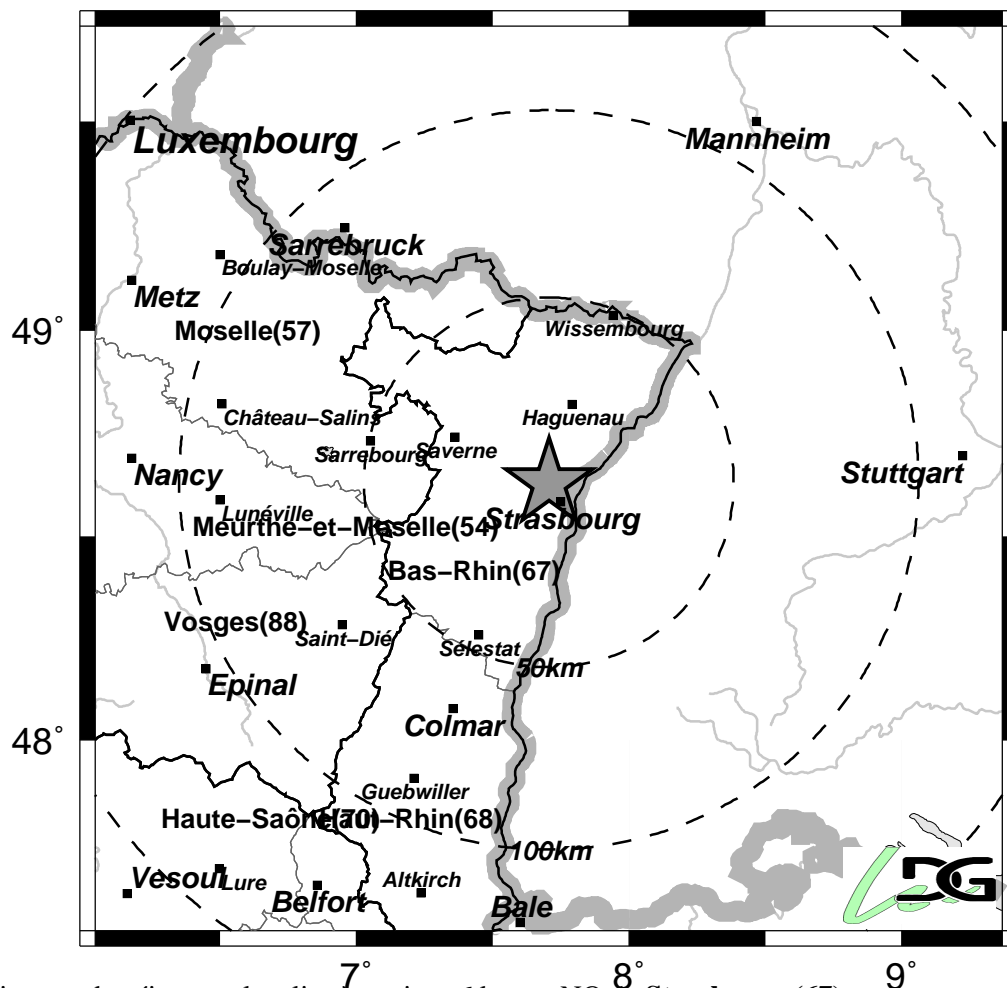 Luxembourg
Mannheim
Sarrebruck
Boulay–Moselle
Metz
Moselle(57)
49°
Wissembourg
Château–Salins
Haguenau
Sarrebourg
Saverne
Nancy
Stuttgart
Lunéville
Strasbourg
Meurthe–et–Moselle(54)
Bas–Rhin(67)
Vosges(88)
Saint–Dié
Sélestat
50km
Epinal
Colmar
48°
Guebwiller
Haute–Saône(70)
Haut–Rhin(68)
100km
Vesoul
Lure
Belfort
Altkirch
Bale
LDG
7°
8°
9°